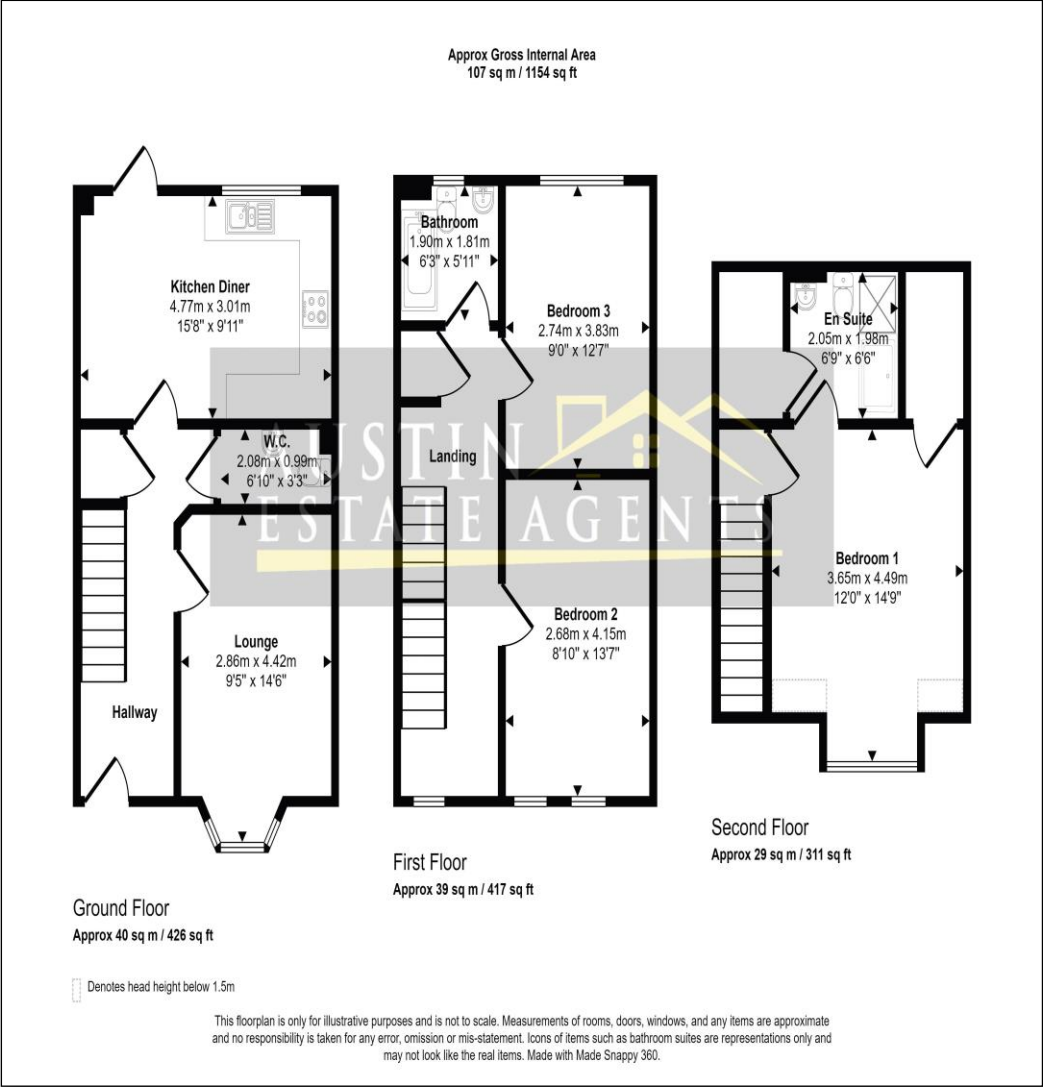 Approx Gross Internal Area
107 sq m / 1154 sq ft
Kitchen Diner
4.77m x 3.01m
15'8" x 9'11"
W.C.
2.08m x 0.99m
6'10" x 3'3"
Lounge
2.86m x 4.42m
9'5" x 14'6"
Hallway
Ground Floor
Approx 40 sq m / 426 sq ft
Bathroom
1.90m x 1.81m
6'3" x 5'11"
Bedroom 3
2.74m x 3.83m
9'0" x 12'7"
Landing
Bedroom 2
2.68m x 4.15m
8'10" x 13'7"
First Floor
Approx 39 sq m / 417 sq ft
En Suite
2.05m x 1.98m
6'9" x 6'6"
Bedroom 1
3.65m x 4.49m
12'0" x 14'9"
Second Floor
Approx 29 sq m / 311 sq ft
AUSTIN
ESTATE AGENTS
Denotes head height below 1.5m
This floorplan is only for illustrative purposes and is not to scale. Measurements of rooms, doors, windows, and any items are approximate
and no responsibility is taken for any error, omission or mis-statement. Icons of items such as bathroom suites are representations only and
may not look like the real items. Made with Made Snappy 360.